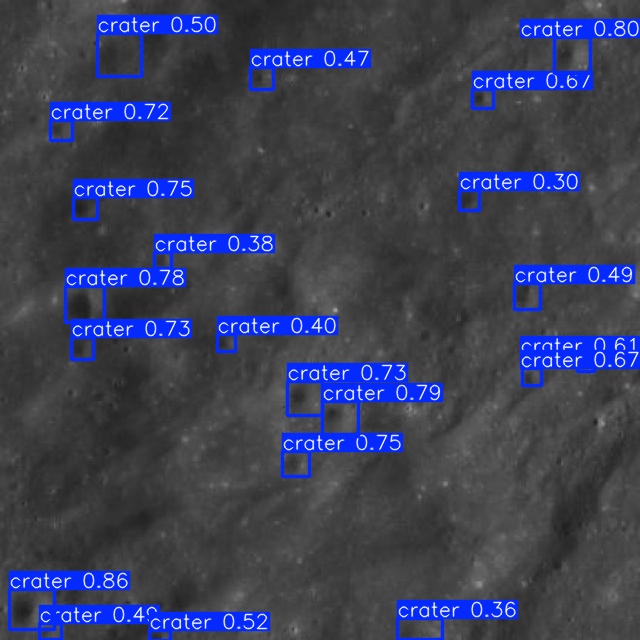 crater 0.50
crater 0.80
crater 0.47
crater 0.67
crater 0.72
crater 0.30
crater 0.75
crater 0.38
crater 0.49
crater 0.78
crater 0.40
crater 0.73
crater 0.61
crater 0.67
crater 0.73
crater 0.79
crater 0.75
crater 0.86
crater 0.36
crater 0.49
crater 0.52